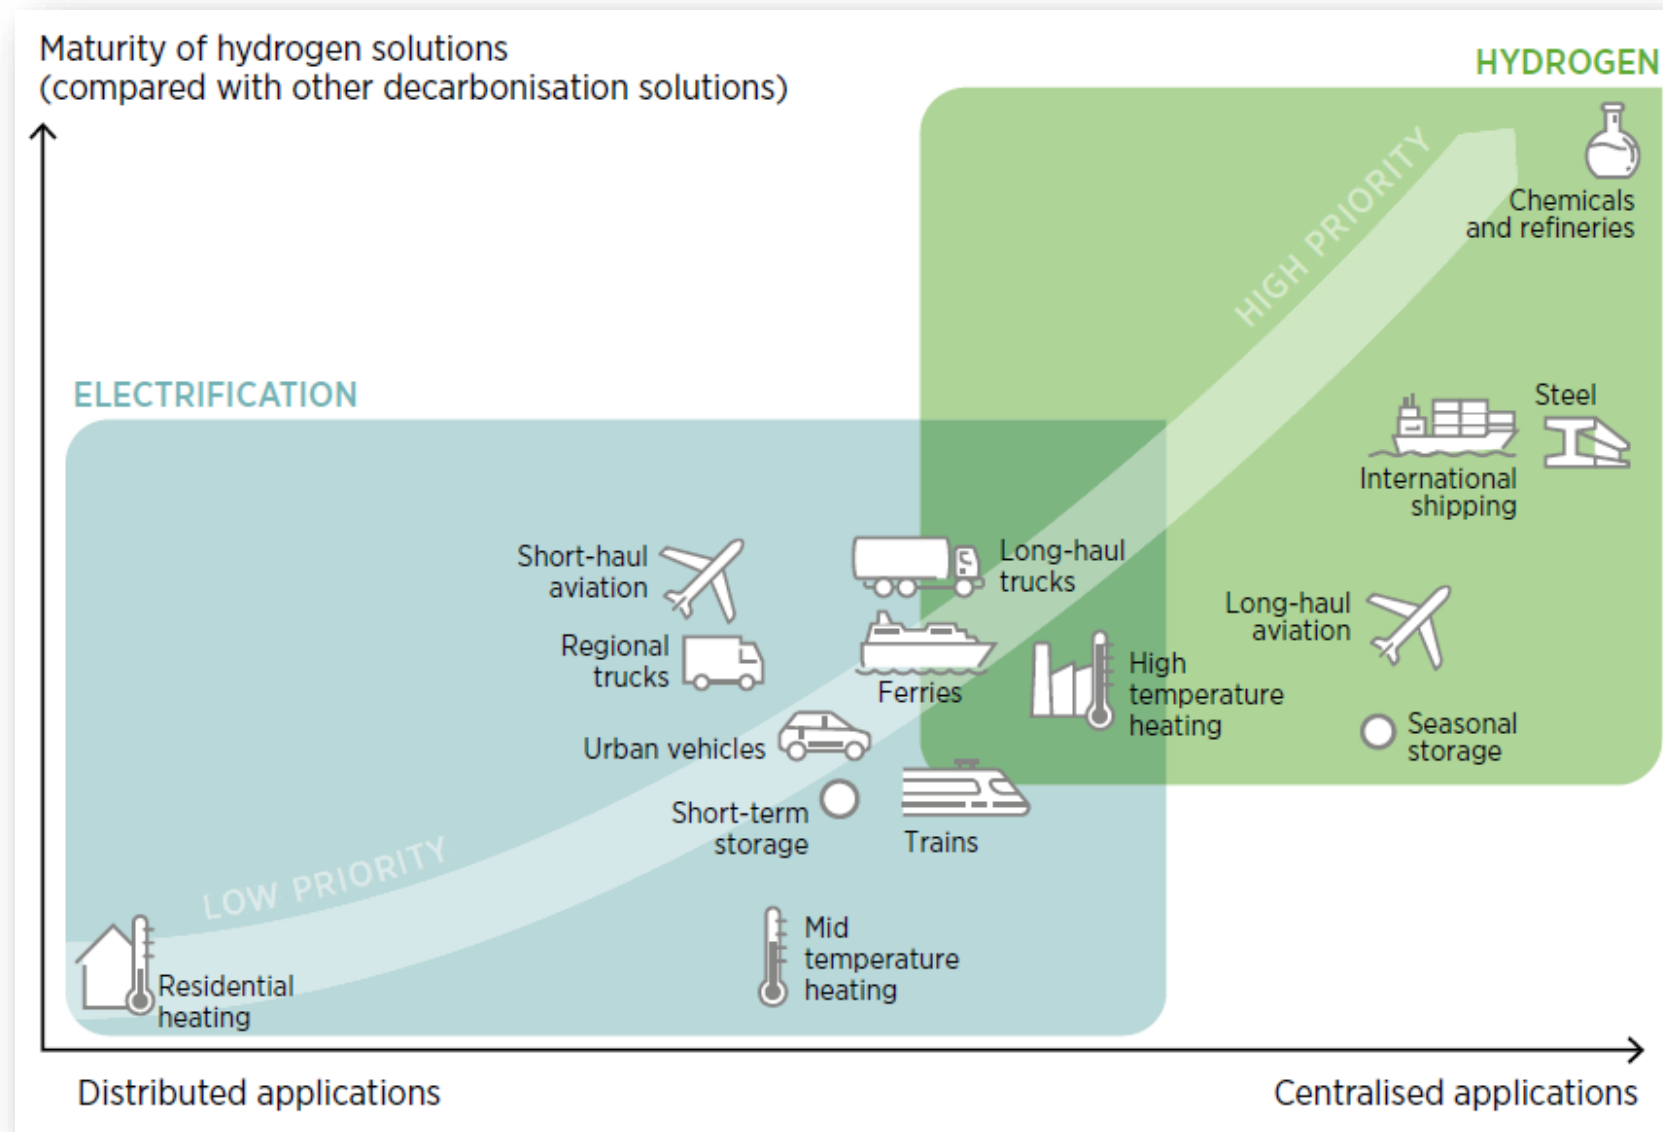 Maturity of hydrogen solutions
(compared with other decarbonisation solutions)
HYDROGEN
HIGH PRIORITY
Chemicals
and refineries
ELECTRIFICATION
Steel
International
shipping
Short-haul
aviation
Long-haul
trucks
Long-haul
aviation
Regional
trucks
Ferries
High
temperature
heating
Urban vehicles
Seasonal
storage
Short-term
storage
Trains
LOW PRIORITY
Mid
temperature
heating
Residential
heating
Distributed applications
Centralised applications